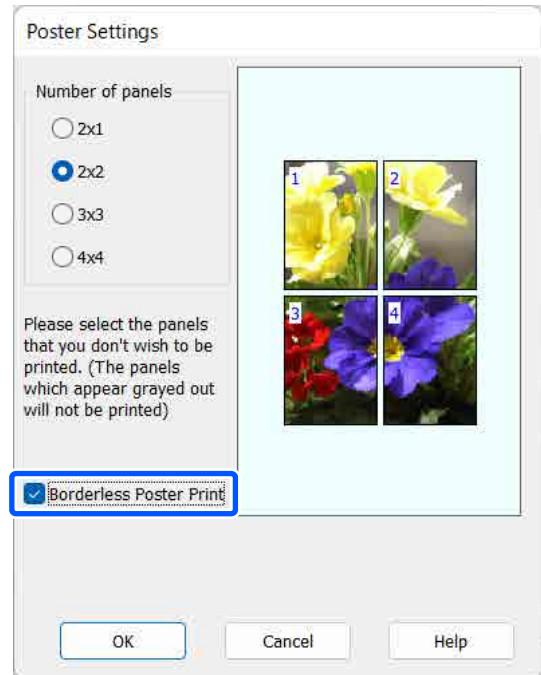 Poster Settings
Number of panels
2x1
2x2
3x3
4x4
1
2
3
4
Please select the panels
that you don't wish to be
printed. (The panels
which appear grayed out
will not be printed)
Borderless Poster Print
OK
Cancel
Help